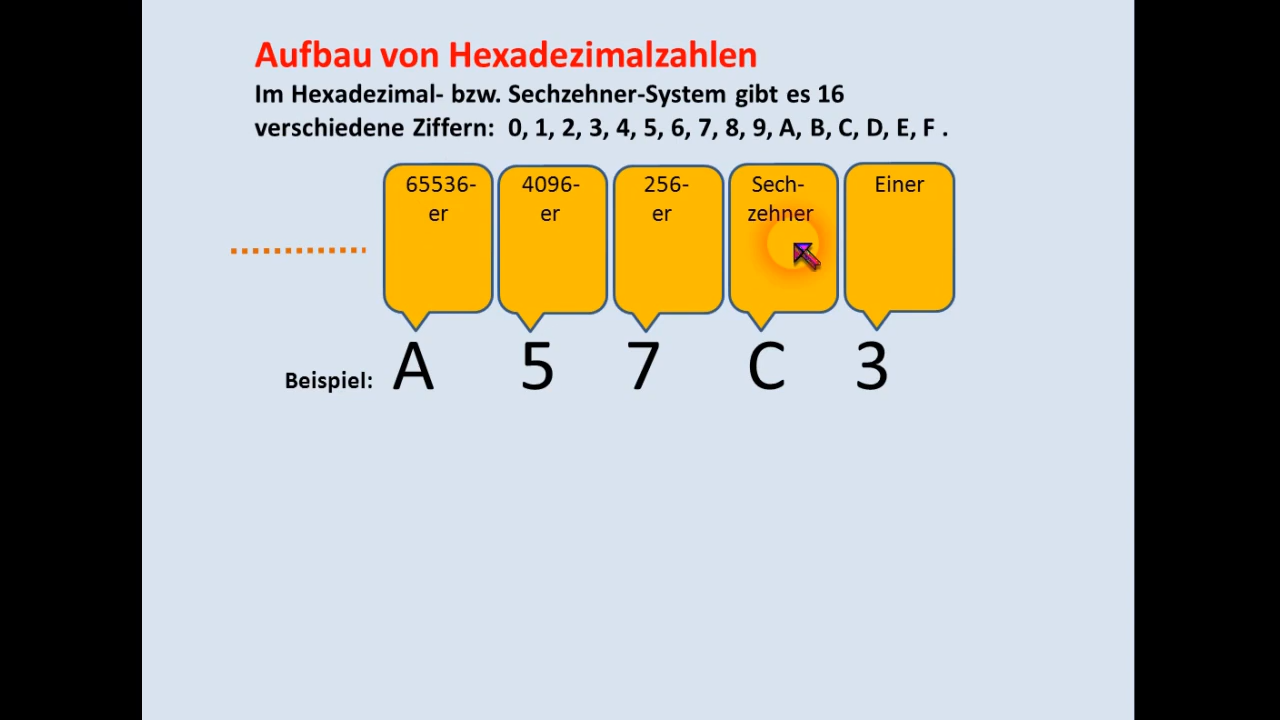 Aufbau von Hexadezimalzahlen
Im Hexadezimal- bzw. Sechzehner-System gibt es 16
verschiedene Ziffern: 0, 1, 2, 3, 4, 5, 6, 7, 8, 9, A, B, C, D, E, F .
65536-
er
4096-
er
256-
er
Sech-
zehner
Einer
Beispiel: A 5 7 C 3